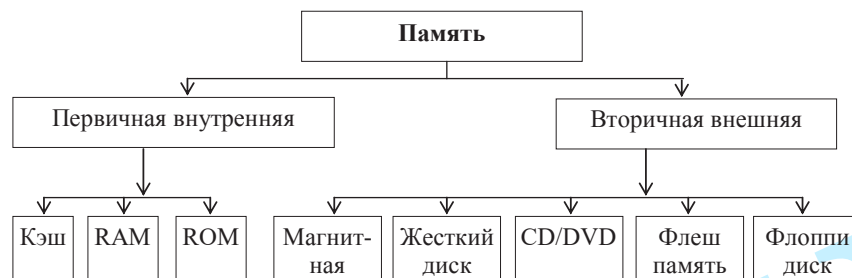 Память
Первичная внутренняя
Вторичная внешняя
Кэш
RAM
ROM
Магнит-
ная
Жесткий
диск
CD/DVD
Флеш
память
Флоппи
диск